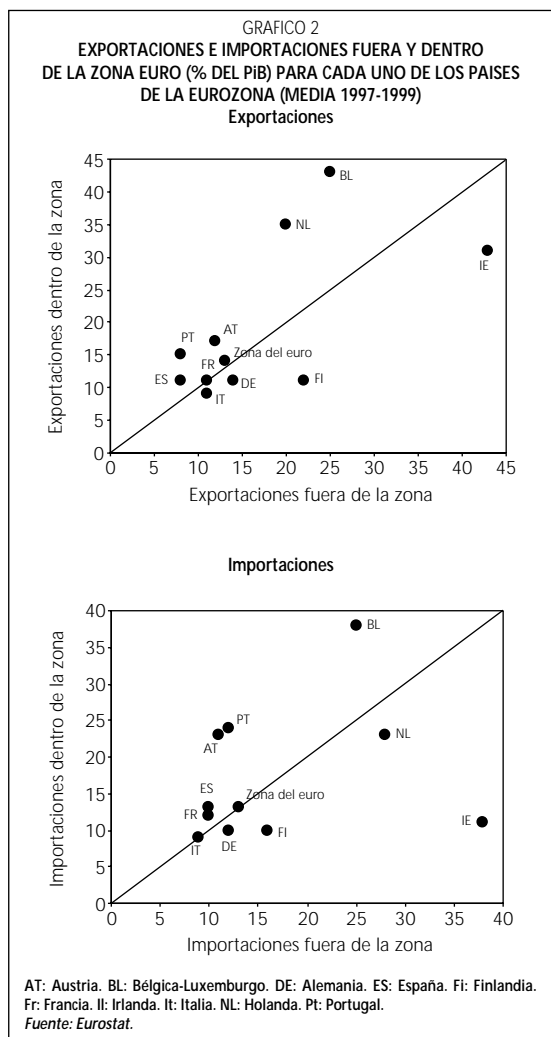 GRAFICO 2
EXPORTACIONES E IMPORTACIONES FUERA Y DENTRO
DE LA ZONA EURO (% DEL PiB) PARA CADA UNO DE LOS PAISES
DE LA EUROZONA (MEDIA 1997-1999)
Exportaciones
Exportaciones dentro de la zona
45
40
35
30
25
20
15
10
5
0
BL
NL
IE
PT
AT
Zona del euro
FR
ES
DE
FI
IT
0 5 10 15 20 25 30 35 40 45
Exportaciones fuera de la zona
Importaciones
Importaciones dentro de la zona
40
35
30
25
20
15
10
5
0
BL
PT
AT
NL
ES
Zona del euro
FR
IE
IT
DE
FI
0 5 10 15 20 25 30 35 40
Importaciones fuera de la zona
AT: Austria. BL: Bélgica-Luxemburgo. DE: Alemania. ES: España. Fi: Finlandia.
Fr: Francia. Il: Irlanda. It: Italia. NL: Holanda. Pt: Portugal.
Fuente: Eurostat.